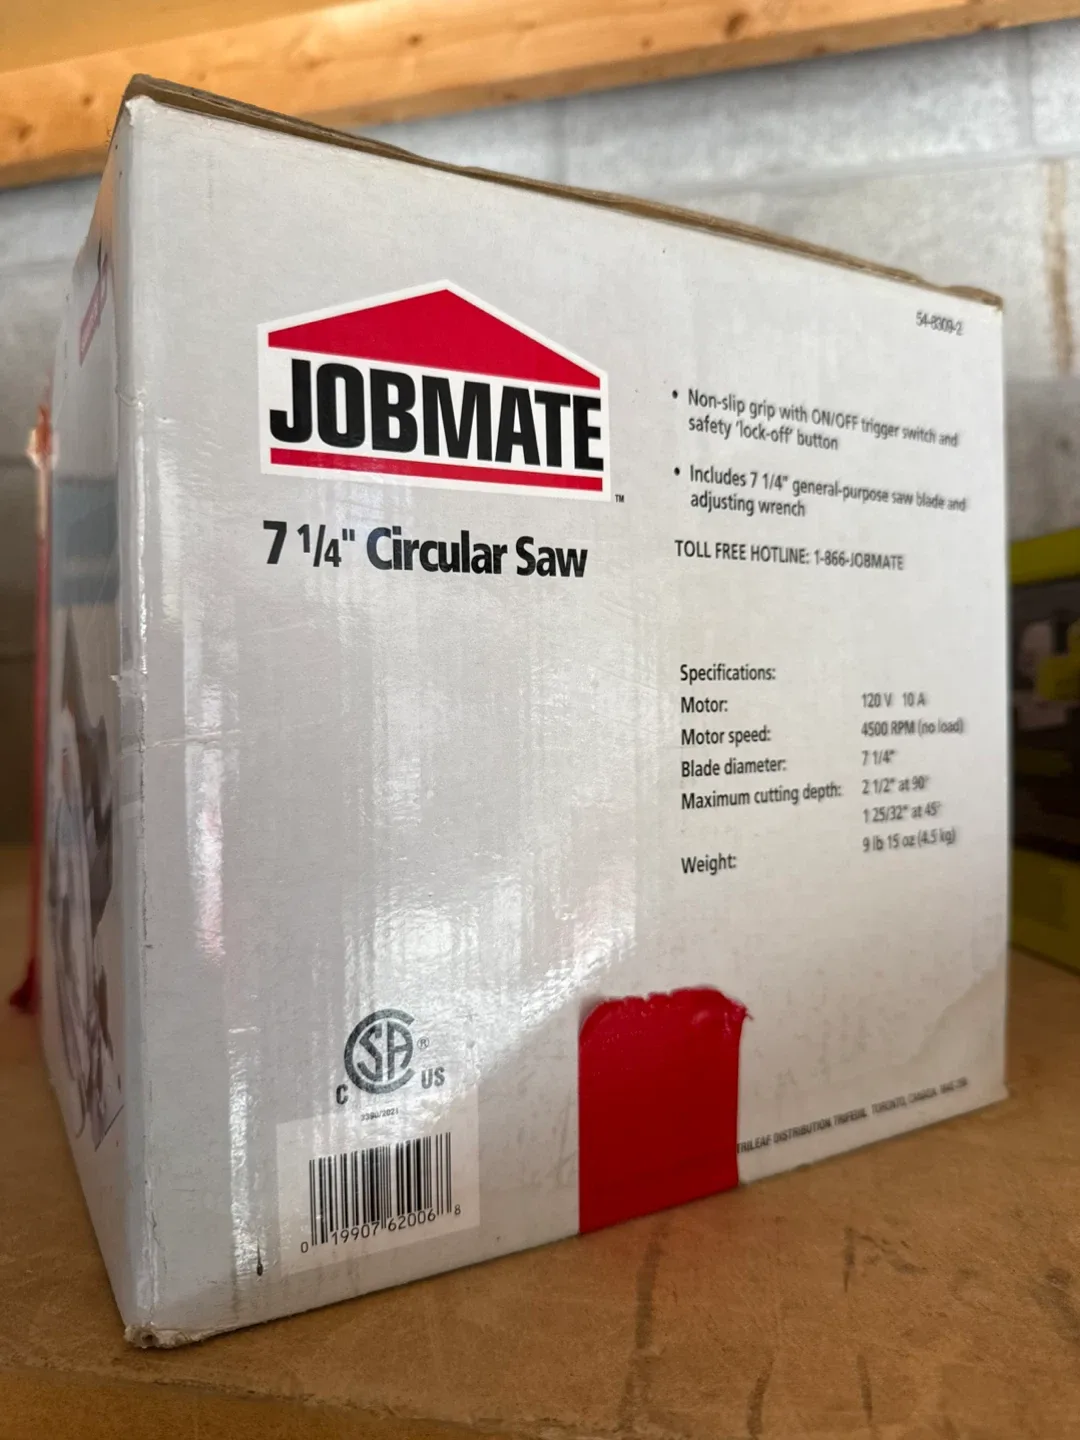 JOBMATE
TM
7 1/4" Circular Saw
54-8309-2
• Non-slip grip with ON/OFF trigger switch and
safety 'lock-off' button
• Includes 7 1/4" general-purpose saw blade and
adjusting wrench
TOLL FREE HOTLINE: 1-866-JOBMATE
Specifications:
Motor: 120 V 10 A
Motor speed: 4500 RPM (no load)
Blade diameter: 7 1/4"
Maximum cutting depth: 2 1/2" at 90°
1 25/32" at 45°
Weight: 9 lb 15 oz (4.5 kg)
CSA ®
C US
0 19907 62006 8
TRILEAF DISTRIBUTION TRIFEUIL TORONTO, CANADA